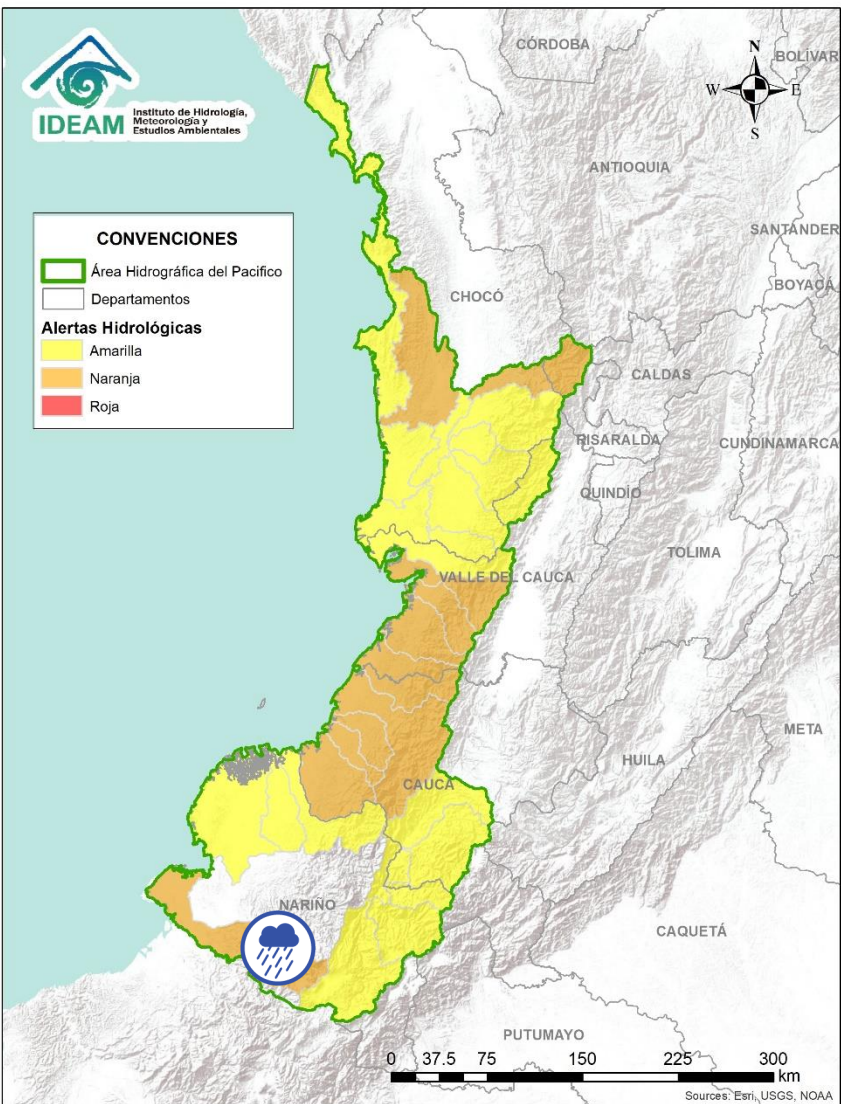 IDEAM
Instituto de Hidrología,
Meteorología y
Estudios Ambientales
N
W
E
S
CONVENCIONES
Área Hidrográfica del Pacifico
Departamentos
Alertas Hidrológicas
Amarilla
Naranja
Roja
CÓRDOBA
BOLÍVAR
ANTIOQUIA
SANTANDER
BOYACÁ
CHOCÓ
CALDAS
RISARALDA
CUNDINAMARCA
QUINDÍO
TOLIMA
VALLE DEL CAUCA
META
HUILA
CAUCA
NARIÑO
CAQUETÁ
PUTUMAYO
0 37.5 75 150 225 300
km
Sources: Esri, USGS, NOAA